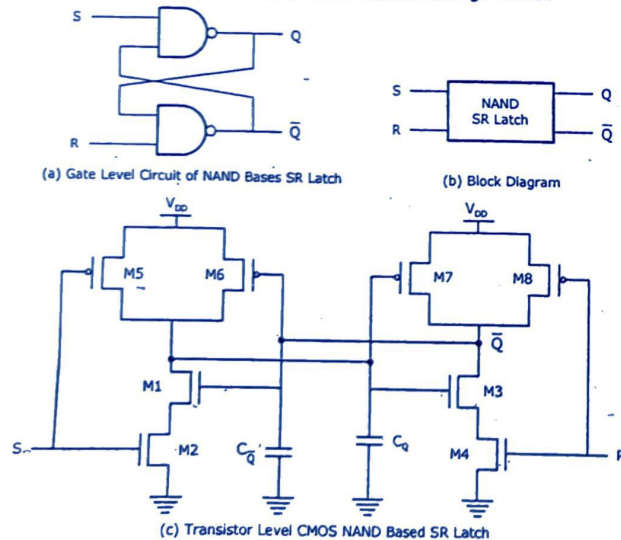 S
Q
R
Q̅
(a) Gate Level Circuit of NAND Bases SR Latch
S
R
NAND
SR Latch
Q
Q̅
(b) Block Diagram
V_DD
M5
M6
V_DD
M7
M8
Q̅
M1
M3
S
M2
C_Q̅
C_Q
M4
R
(c) Transistor Level CMOS NAND Based SR Latch